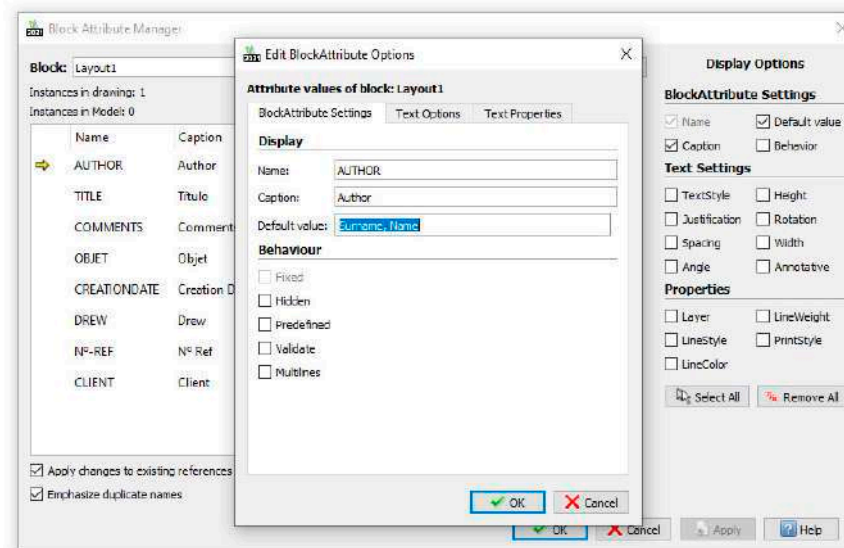 Block Attribute Manager
Block: Layout1
Instances in drawing: 1
Instances in Model: 0
Name Caption
AUTHOR Author
TITLE Título
COMMENTS Comment
OBJET Objet
CREATIONDATE Creation D
DREW Drew
Nº-REF Nº Ref
CLIENT Client
Apply changes to existing references
Emphasize duplicate names
Edit BlockAttribute Options
Attribute values of block: Layout1
BlockAttribute Settings Text Options Text Properties
Display
Name: AUTHOR
Caption: Author
Default value: Surname, Name
Behaviour
Fixed
Hidden
Predefined
Validate
Multilines
OK Cancel
Display Options
BlockAttribute Settings
Name Default value
Caption Behavior
Text Settings
TextStyle Height
Justification Rotation
Spacing Width
Angle Annotative
Properties
Layer LineWeight
LineStyle PrintStyle
LineColor
Select All Remove All
OK Cancel Apply Help